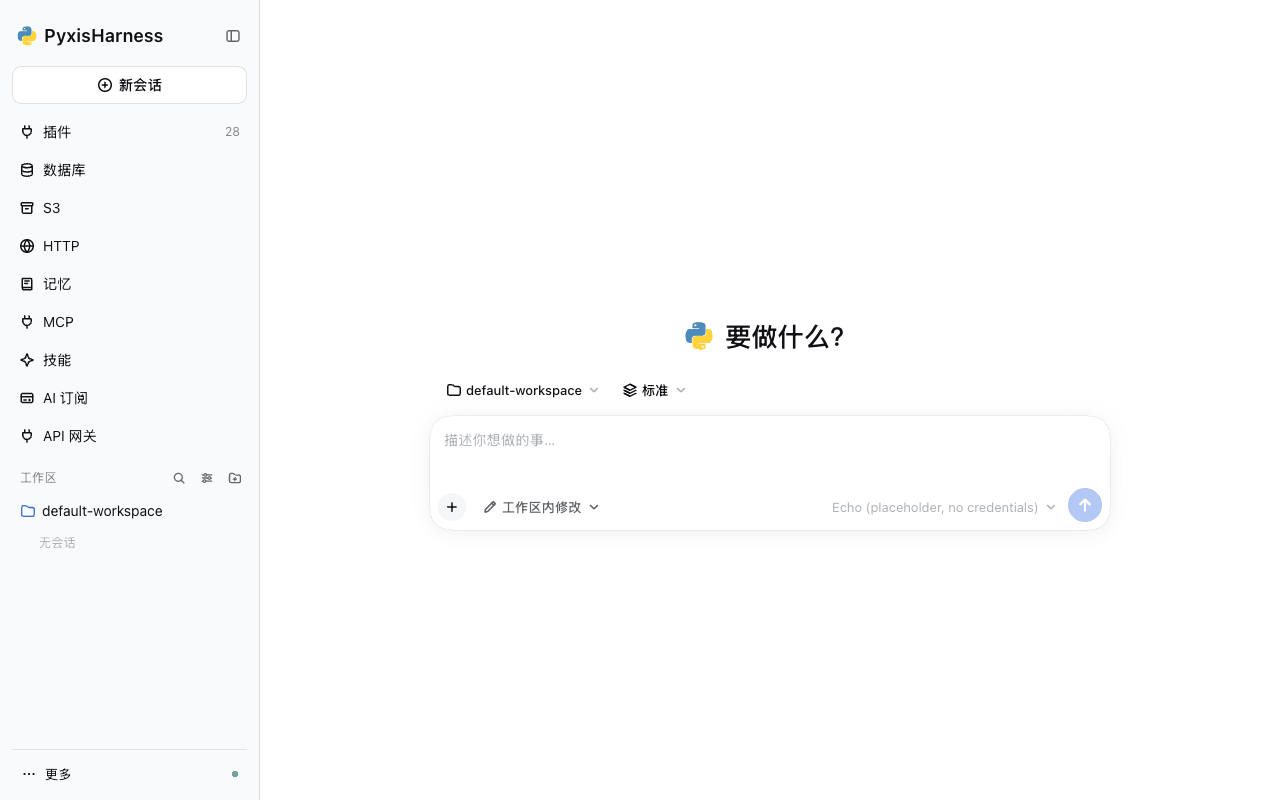 PyxisHarness
新会话
插件 28
数据库
S3
HTTP
记忆
MCP
技能
AI 订阅
API 网关
工作区
default-workspace
无会话
更多
要做什么?
default-workspace 标准
描述你想做的事...
工作区内修改 Echo (placeholder, no credentials)